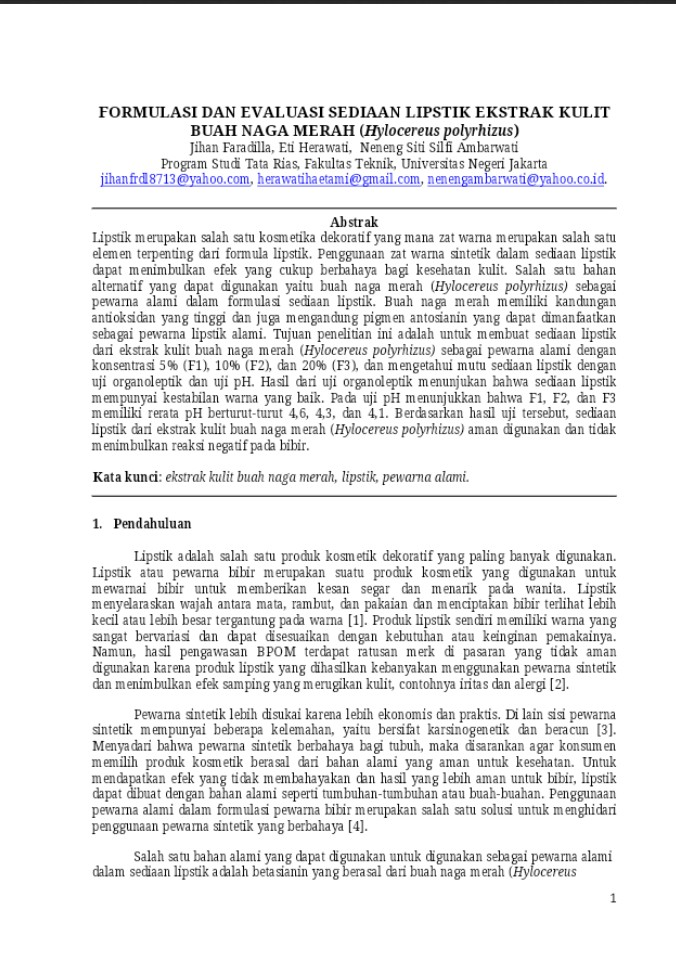 FORMULASI DAN EVALUASI SEDIAAN LIPSTIK EKSTRAK KULIT
BUAH NAGA MERAH (Hylocereus polyrhizus)
Jihan Faradilla, Eti Herawati, Neneng Siti Silfi Ambarwati
Program Studi Tata Rias, Fakultas Teknik, Universitas Negeri Jakarta
jihanfrdl8713@yahoo.com, herawatihaetami@gmail.com, nenengambarwati@yahoo.co.id.
Abstrak
Lipstik merupakan salah satu kosmetika dekoratif yang mana zat warna merupakan salah satu
elemen terpenting dari formula lipstik. Penggunaan zat warna sintetik dalam sediaan lipstik
dapat menimbulkan efek yang cukup berbahaya bagi kesehatan kulit. Salah satu bahan
alternatif yang dapat digunakan yaitu buah naga merah (Hylocereus polyrhizus) sebagai
pewarna alami dalam formulasi sediaan lipstik. Buah naga merah memiliki kandungan
antioksidan yang tinggi dan juga mengandung pigmen antosianin yang dapat dimanfaatkan
sebagai pewarna lipstik alami. Tujuan penelitian ini adalah untuk membuat sediaan lipstik
dari ekstrak kulit buah naga merah (Hylocereus polyrhizus) sebagai pewarna alami dengan
konsentrasi 5% (F1), 10% (F2), dan 20% (F3), dan mengetahui mutu sediaan lipstik dengan
uji organoleptik dan uji pH. Hasil dari uji organoleptik menunjukan bahwa sediaan lipstik
mempunyai kestabilan warna yang baik. Pada uji pH menunjukkan bahwa F1, F2, dan F3
memiliki rerata pH berturut-turut 4,6, 4,3, dan 4,1. Berdasarkan hasil uji tersebut, sediaan
lipstik dari ekstrak kulit buah naga merah (Hylocereus polyrhizus) aman digunakan dan tidak
menimbulkan reaksi negatif pada bibir.
Kata kunci: ekstrak kulit buah naga merah, lipstik, pewarna alami.
1. Pendahuluan
Lipstik adalah salah satu produk kosmetik dekoratif yang paling banyak digunakan.
Lipstik atau pewarna bibir merupakan suatu produk kosmetik yang digunakan untuk
mewarnai bibir untuk memberikan kesan segar dan menarik pada wanita. Lipstik
menyelaraskan wajah antara mata, rambut, dan pakaian dan menciptakan bibir terlihat lebih
kecil atau lebih besar tergantung pada warna [1]. Produk lipstik sendiri memiliki warna yang
sangat bervariasi dan dapat disesuaikan dengan kebutuhan atau keinginan pemakainya.
Namun, hasil pengawasan BPOM terdapat ratusan merk di pasaran yang tidak aman
digunakan karena produk lipstik yang dihasilkan kebanyakan menggunakan pewarna sintetik
dan menimbulkan efek samping yang merugikan kulit, contohnya iritas dan alergi [2].
Pewarna sintetik lebih disukai karena lebih ekonomis dan praktis. Di lain sisi pewarna
sintetik mempunyai beberapa kelemahan, yaitu bersifat karsinogenetik dan beracun [3].
Menyadari bahwa pewarna sintetik berbahaya bagi tubuh, maka disarankan agar konsumen
memilih produk kosmetik berasal dari bahan alami yang aman untuk kesehatan. Untuk
mendapatkan efek yang tidak membahayakan dan hasil yang lebih aman untuk bibir, lipstik
dapat dibuat dengan bahan alami seperti tumbuhan-tumbuhan atau buah-buahan. Penggunaan
pewarna alami dalam formulasi pewarna bibir merupakan salah satu solusi untuk menghidari
penggunaan pewarna sintetik yang berbahaya [4].
Salah satu bahan alami yang dapat digunakan untuk digunakan sebagai pewarna alami
dalam sediaan lipstik adalah betasianin yang berasal dari buah naga merah (Hylocereus
1